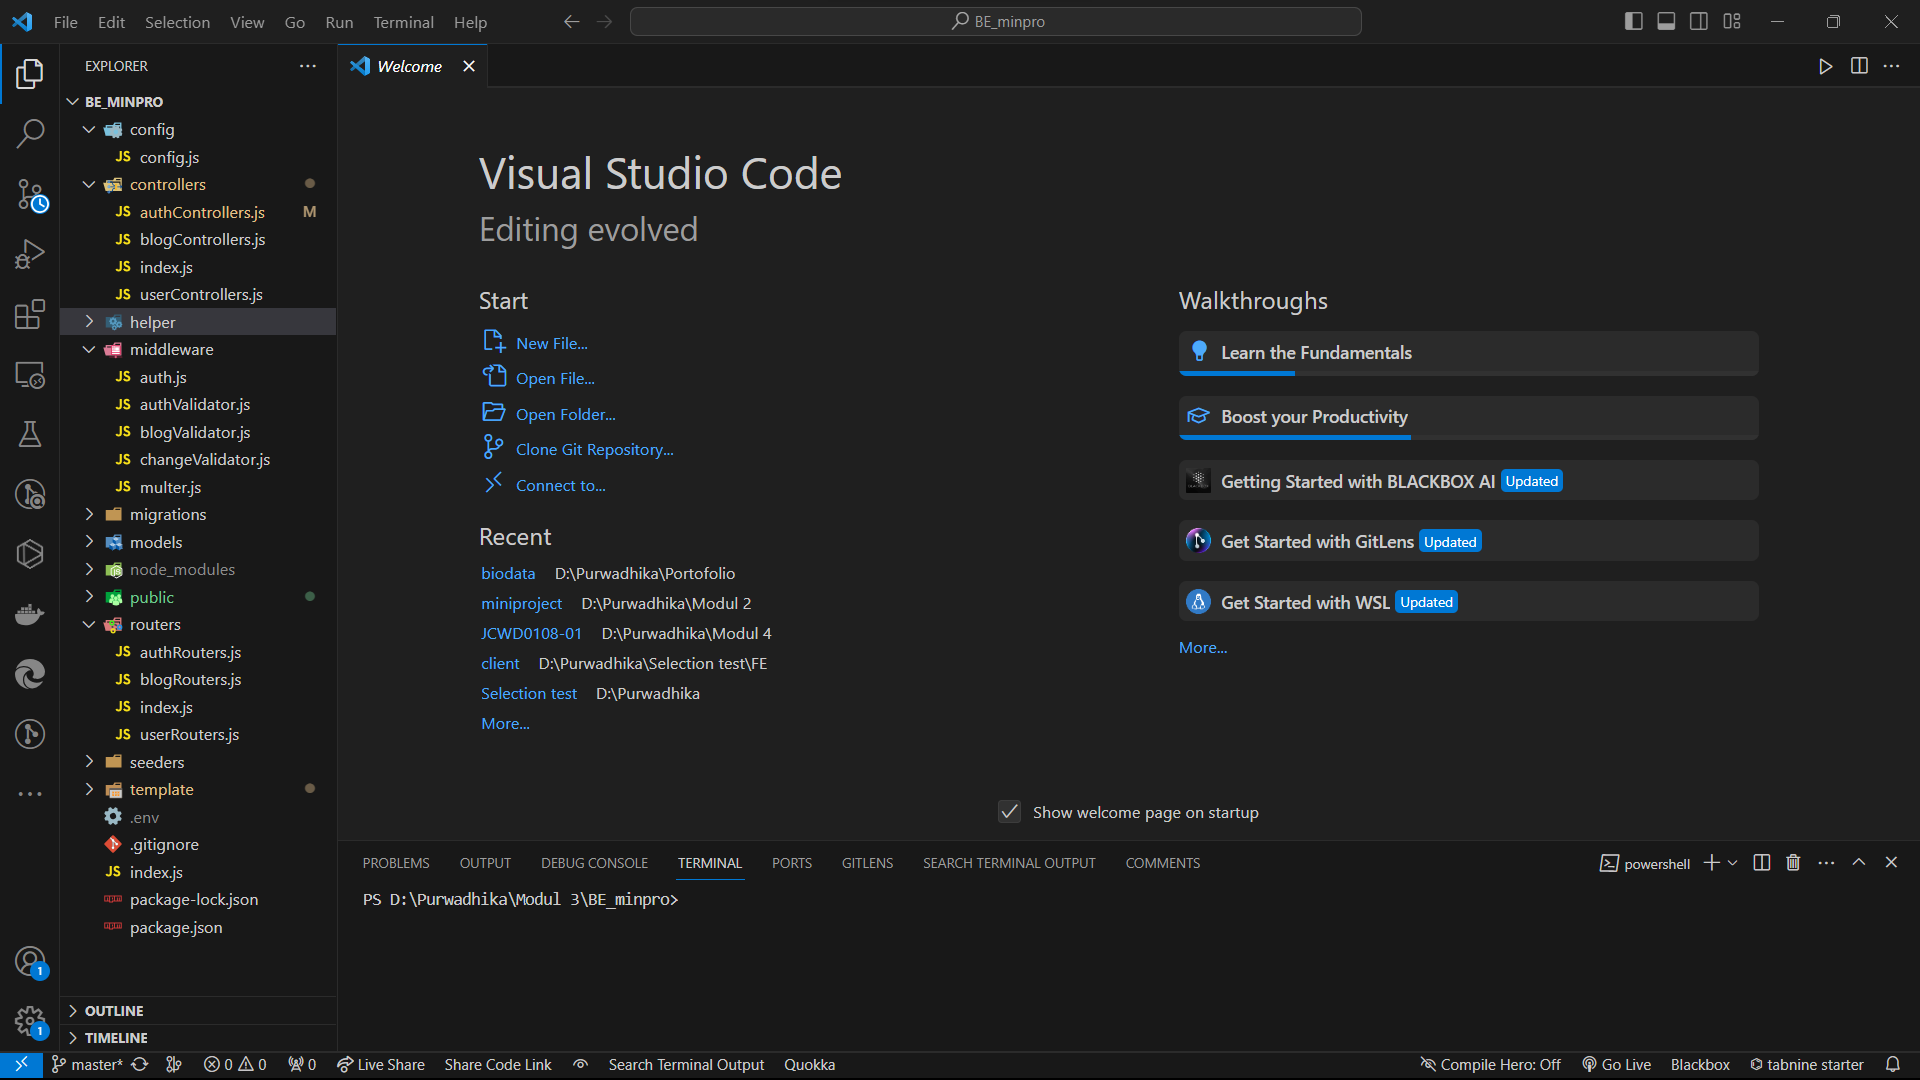 File Edit Selection View Go Run Terminal Help
BE_minpro
EXPLORER
Welcome
BE_MINPRO
config
JS config.js
controllers
JS authControllers.js M
JS blogControllers.js
JS index.js
JS userControllers.js
helper
middleware
JS auth.js
JS authValidator.js
JS blogValidator.js
JS changeValidator.js
JS multer.js
migrations
models
node_modules
public
routers
JS authRouters.js
JS blogRouters.js
JS index.js
JS userRouters.js
seeders
template
.env
.gitignore
JS index.js
package-lock.json
package.json
OUTLINE
TIMELINE
1
1
Visual Studio Code
Editing evolved
Start
New File...
Open File...
Open Folder...
Clone Git Repository...
Connect to...
Recent
biodata D:\Purwadhika\Portofolio
miniproject D:\Purwadhika\Modul 2
JCWD0108-01 D:\Purwadhika\Modul 4
client D:\Purwadhika\Selection test\FE
Selection test D:\Purwadhika
More...
Walkthroughs
Learn the Fundamentals
Boost your Productivity
Getting Started with BLACKBOX AI Updated
Get Started with GitLens Updated
Get Started with WSL Updated
More...
Show welcome page on startup
PROBLEMS OUTPUT DEBUG CONSOLE TERMINAL PORTS GITLENS SEARCH TERMINAL OUTPUT COMMENTS
powershell
PS D:\Purwadhika\Modul 3\BE_minpro>
master* 0 0 0 Live Share Share Code Link Search Terminal Output Quokka Compile Hero: Off Go Live Blackbox tabnine starter